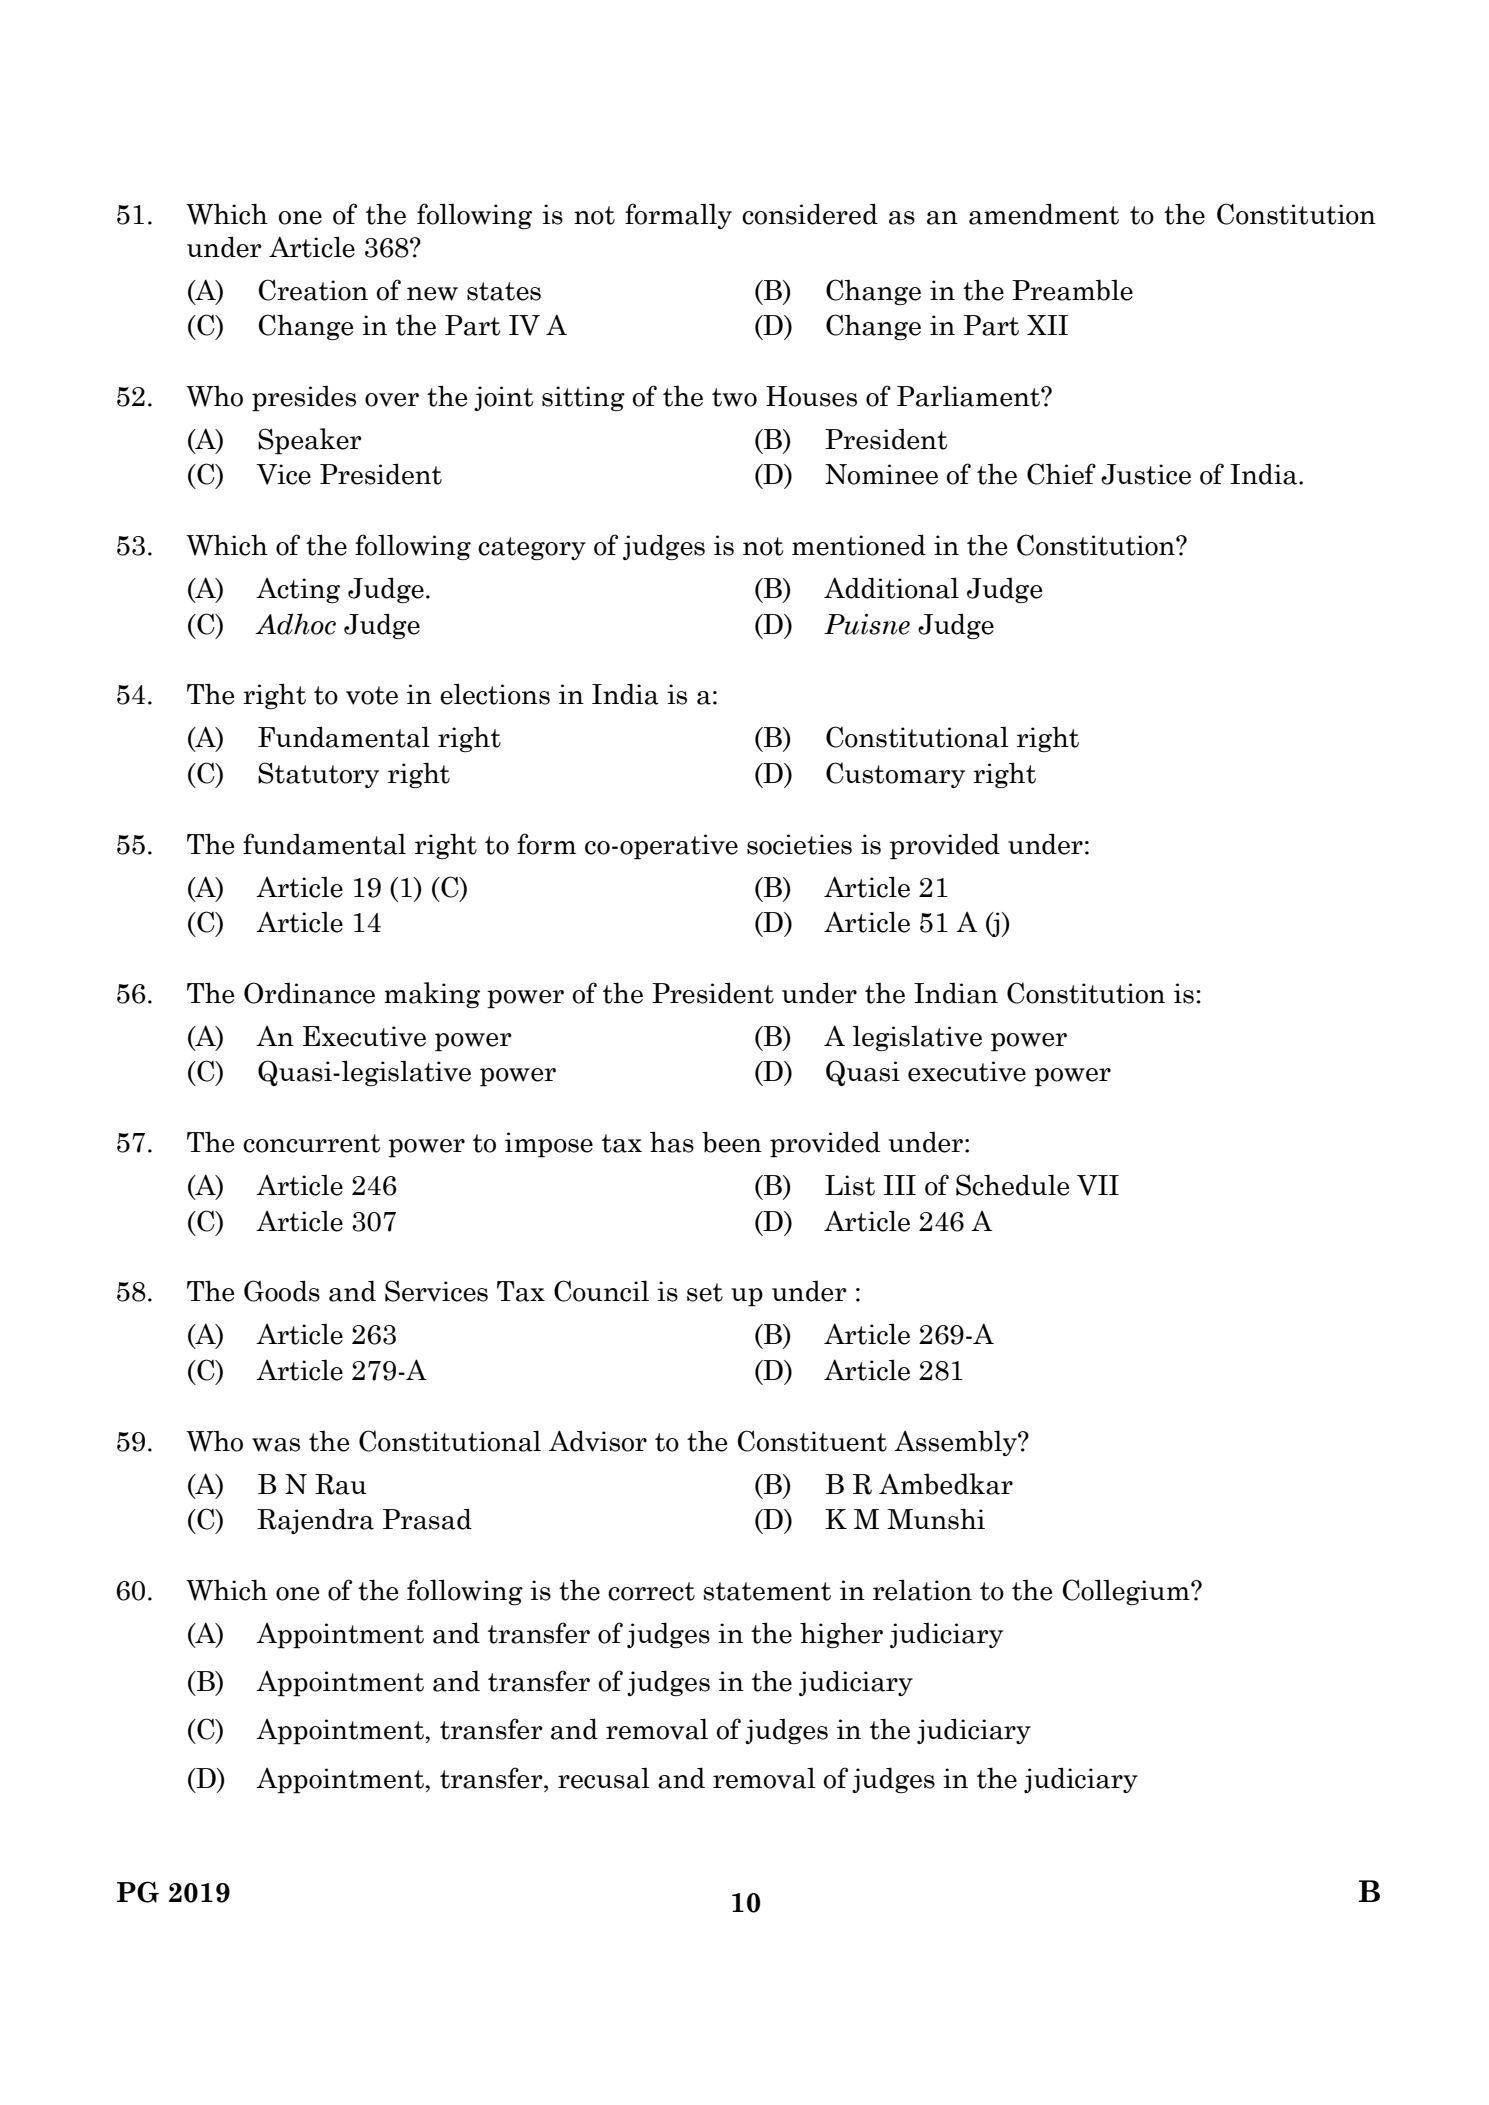 51. Which one of the following is not formally considered as an amendment to the Constitution
under Article 368?
(A) Creation of new states (B) Change in the Preamble
(C) Change in the Part IV A (D) Change in Part XII
52. Who presides over the joint sitting of the two Houses of Parliament?
(A) Speaker (B) President
(C) Vice President (D) Nominee of the Chief Justice of India.
53. Which of the following category of judges is not mentioned in the Constitution?
(A) Acting Judge. (B) Additional Judge
(C) Adhoc Judge (D) Puisne Judge
54. The right to vote in elections in India is a:
(A) Fundamental right (B) Constitutional right
(C) Statutory right (D) Customary right
55. The fundamental right to form co-operative societies is provided under:
(A) Article 19 (1) (C) (B) Article 21
(C) Article 14 (D) Article 51 A (j)
56. The Ordinance making power of the President under the Indian Constitution is:
(A) An Executive power (B) A legislative power
(C) Quasi-legislative power (D) Quasi executive power
57. The concurrent power to impose tax has been provided under:
(A) Article 246 (B) List III of Schedule VII
(C) Article 307 (D) Article 246 A
58. The Goods and Services Tax Council is set up under :
(A) Article 263 (B) Article 269-A
(C) Article 279-A (D) Article 281
59. Who was the Constitutional Advisor to the Constituent Assembly?
(A) B N Rau (B) B R Ambedkar
(C) Rajendra Prasad (D) K M Munshi
60. Which one of the following is the correct statement in relation to the Collegium?
(A) Appointment and transfer of judges in the higher judiciary
(B) Appointment and transfer of judges in the judiciary
(C) Appointment, transfer and removal of judges in the judiciary
(D) Appointment, transfer, recusal and removal of judges in the judiciary
PG 2019 10 B